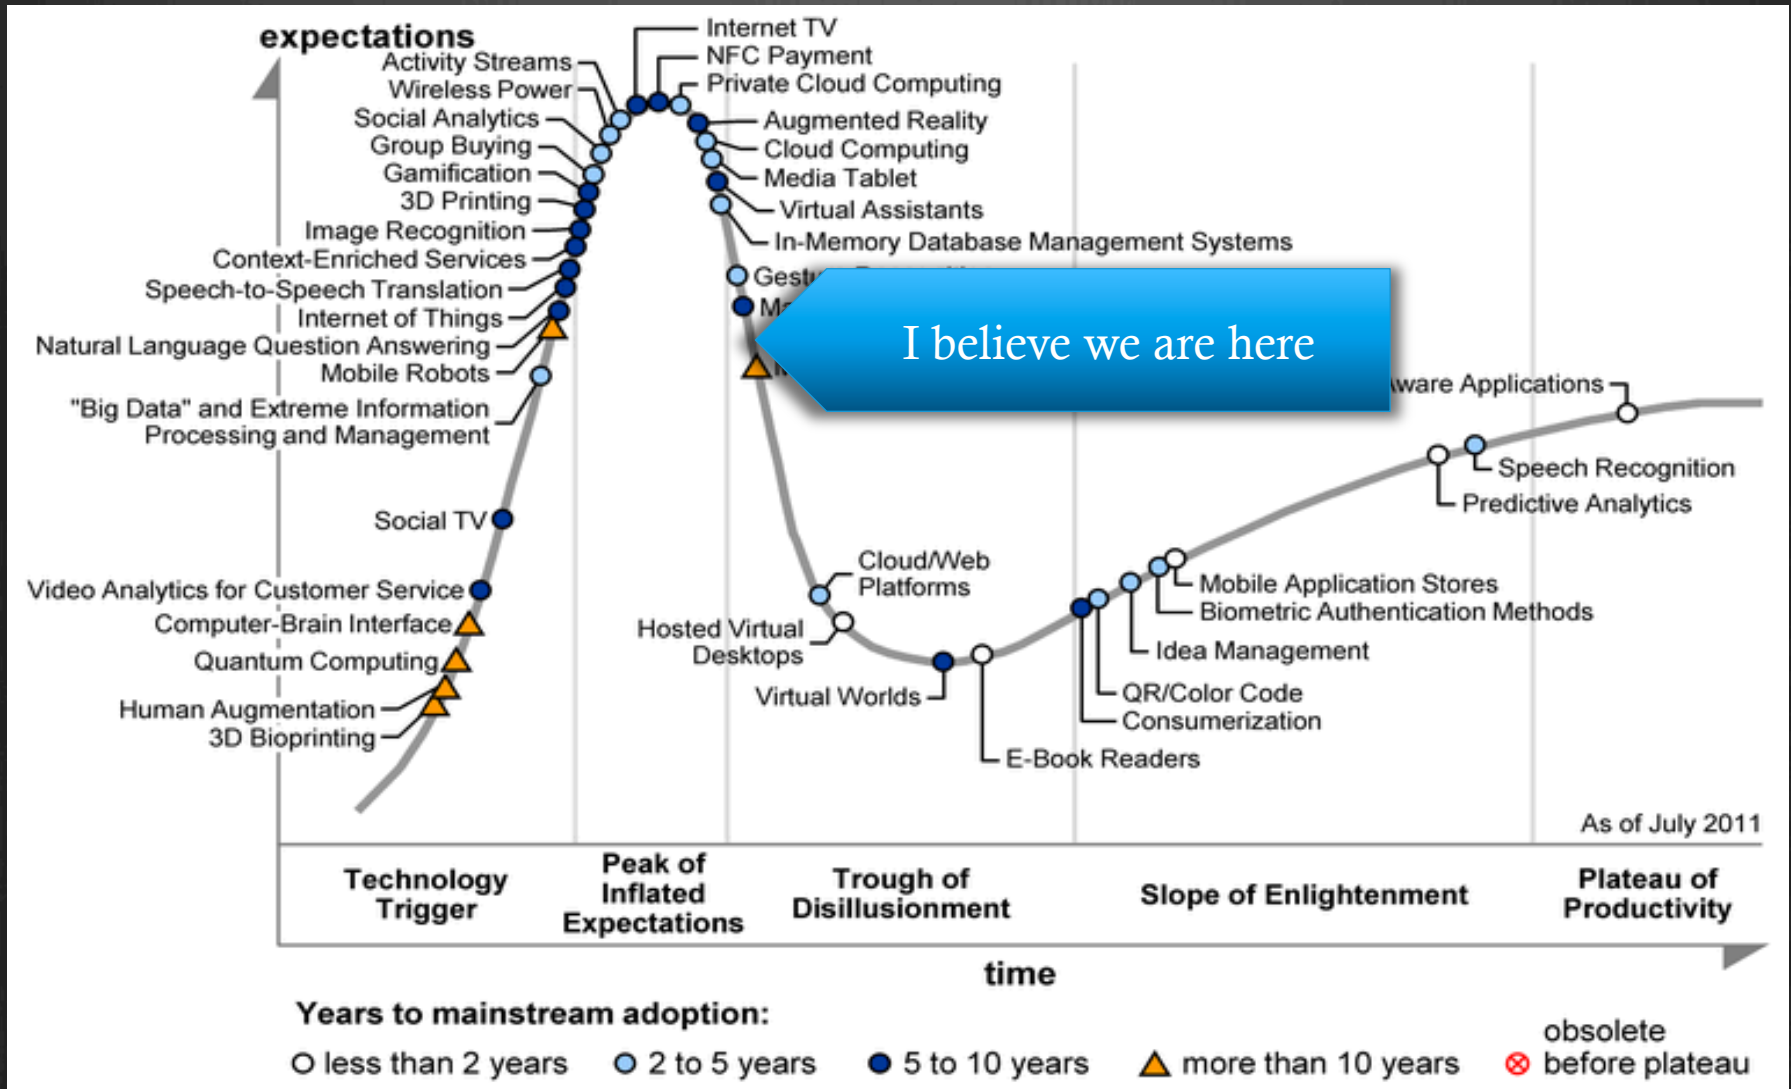 expectations
Internet TV
NFC Payment
Private Cloud Computing
Activity Streams
Wireless Power
Social Analytics
Group Buying
Gamification
3D Printing
Image Recognition
Context-Enriched Services
Speech-to-Speech Translation
Internet of Things
Natural Language Question Answering
Mobile Robots
"Big Data" and Extreme Information
Processing and Management
Social TV
Video Analytics for Customer Service
Computer-Brain Interface
Quantum Computing
Human Augmentation
3D Bioprinting
Augmented Reality
Cloud Computing
Media Tablet
Virtual Assistants
In-Memory Database Management Systems
I believe we are here
Cloud/Web
Platforms
Hosted Virtual
Desktops
Virtual Worlds
E-Book Readers
Aware Applications
Speech Recognition
Predictive Analytics
Mobile Application Stores
Biometric Authentication Methods
Idea Management
QR/Color Code
Consumerization
As of July 2011
Technology
Trigger
Peak of
Inflated
Expectations
Trough of
Disillusionment
Slope of Enlightenment
Plateau of
Productivity
time
Years to mainstream adoption:
less than 2 years
2 to 5 years
5 to 10 years
more than 10 years
obsolete
before plateau